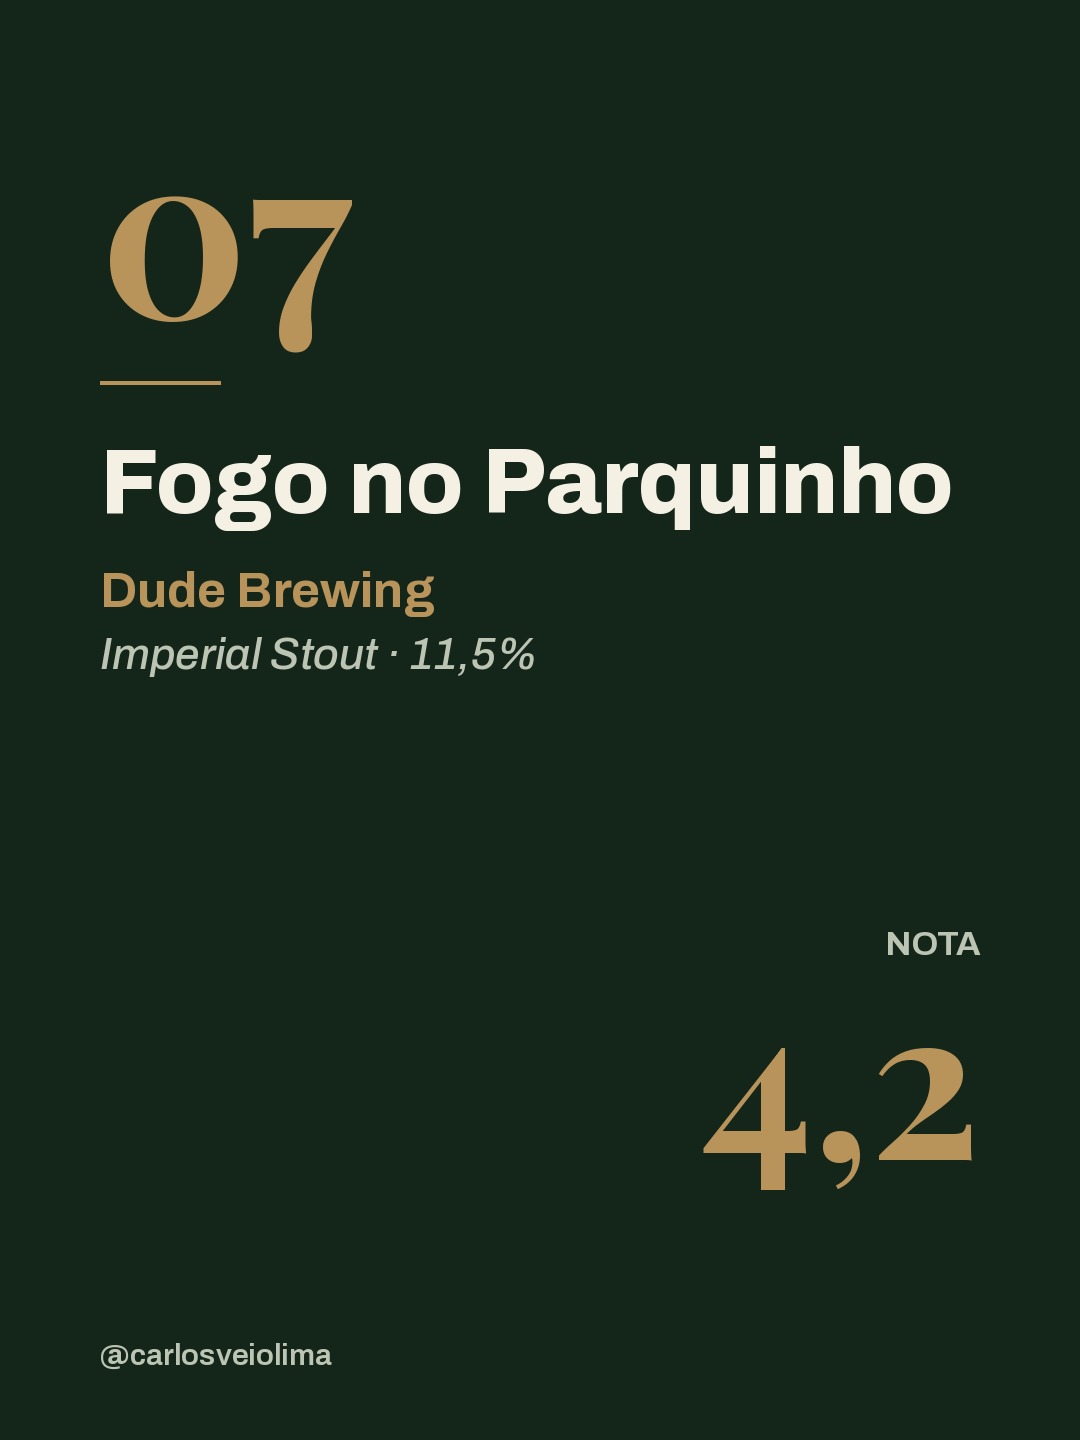 07
Fogo no Parquinho
Dude Brewing
Imperial Stout · 11,5%
NOTA
4,2
@carlosveiolima